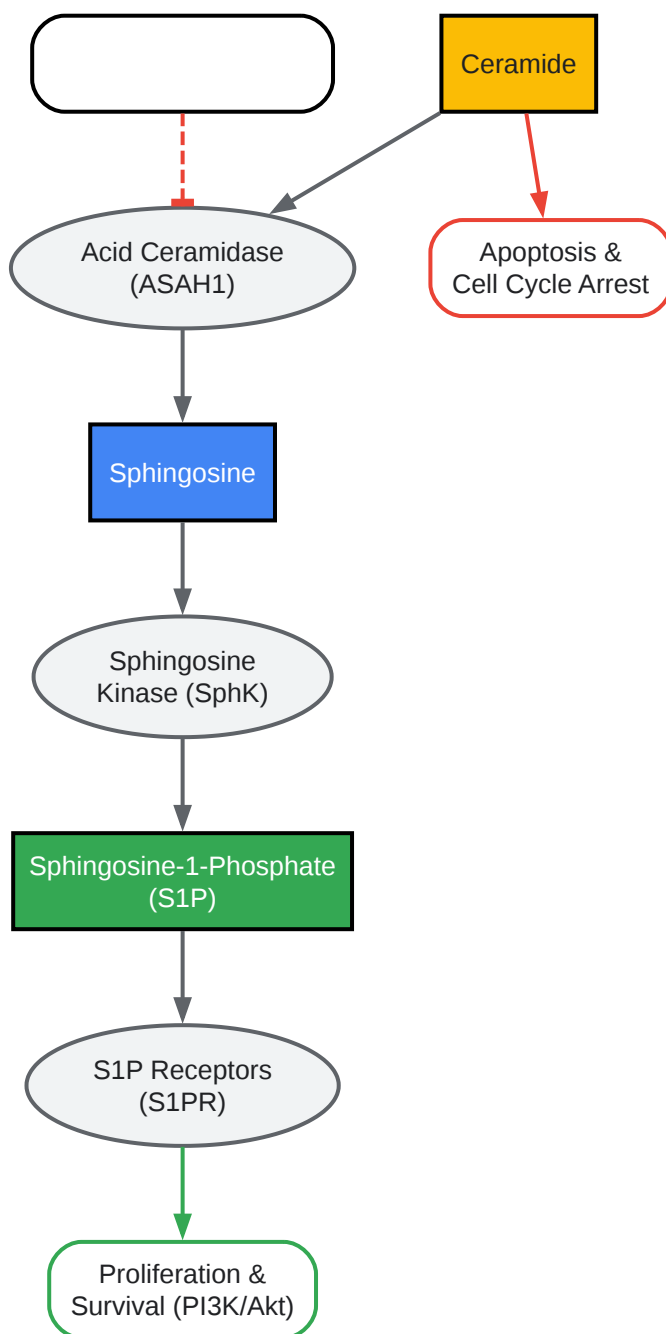 Ceramide
Acid Ceramidase
(ASAH1)
Apoptosis &
Cell Cycle Arrest
Sphingosine
Sphingosine
Kinase (SphK)
Sphingosine-1-Phosphate
(S1P)
S1P Receptors
(S1PR)
Proliferation &
Survival (PI3K/Akt)